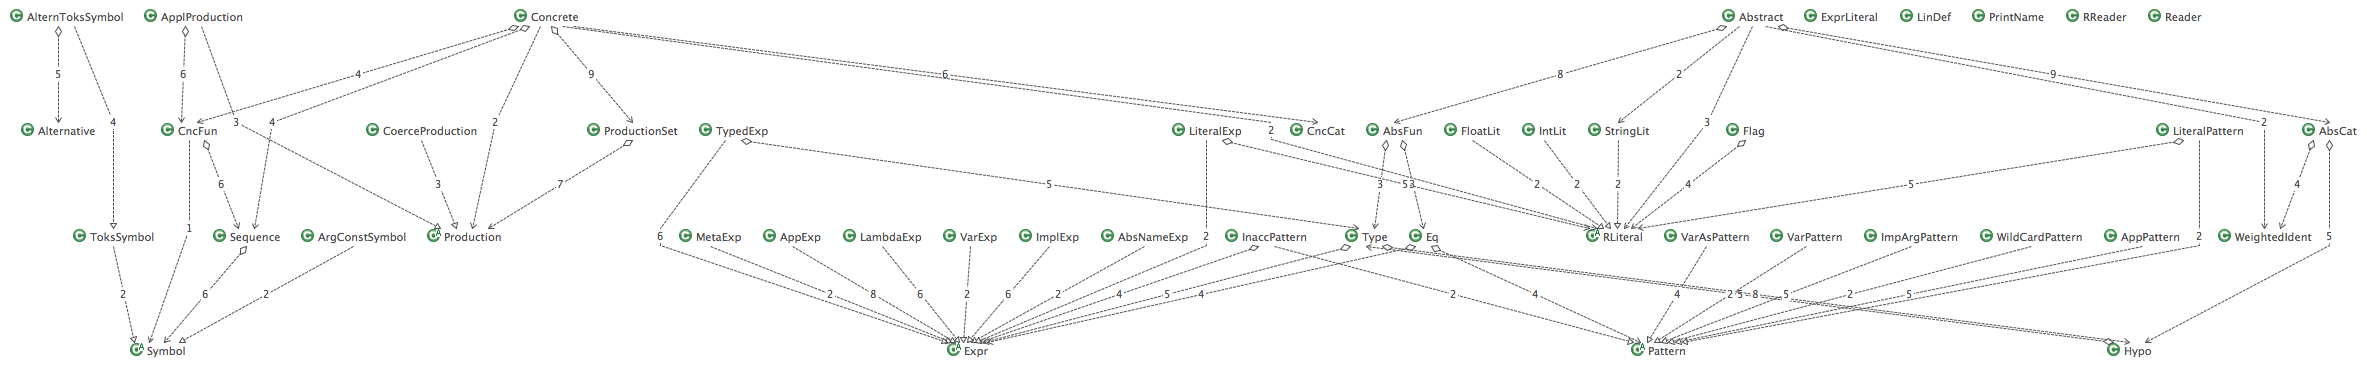 AlternToksSymbol ApplProduction Concrete Abstract ExprLiteral LinDef PrintName RReader Reader
5 6 4 9 6 8 2 9
4 3 4 2 3 2
Alternative CncFun CoerceProduction ProductionSet TypedExp LiteralExp 2 CncCat AbsFun FloatLit IntLit StringLit Flag LiteralPattern AbsCat
6 3 7 5 3 5 3 2 2 2 4 5 4
1 6 2 2 5
ToksSymbol Sequence ArgConstSymbol Production MetaExp AppExp LambdaExp VarExp ImplExp AbsNameExp InaccPattern Type Eq RLiteral VarAsPattern VarPattern ImpArgPattern WildCardPattern AppPattern WeightedIdent
2 6 2 2 8 6 2 6 2 4 5 4 2 4 4 2 5 8 5 2 5
Symbol Expr Pattern Hypo